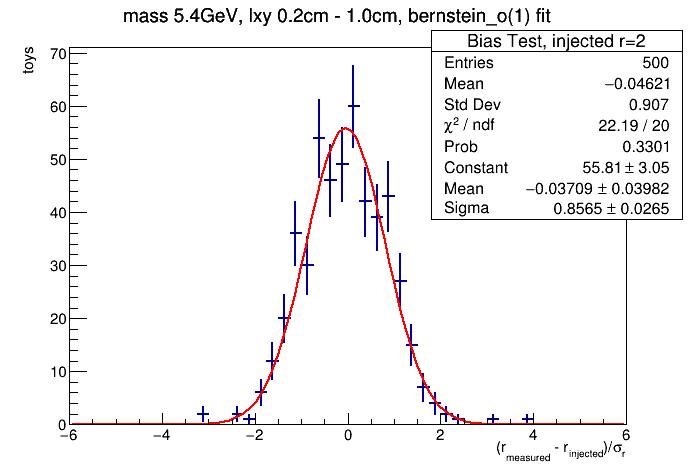 mass 5.4GeV, lxy 0.2cm - 1.0cm, bernstein_o(1) fit
Bias Test, injected r=2
Entries 500
Mean −0.04621
Std Dev 0.907
χ² / ndf 22.19 / 20
Prob 0.3301
Constant 55.81 ± 3.05
Mean −0.03709 ± 0.03982
Sigma 0.8565 ± 0.0265
toys
70
60
50
40
30
20
10
0
−6 −4 −2 0 2 4 6
(r_measured - r_injected)/σ_r